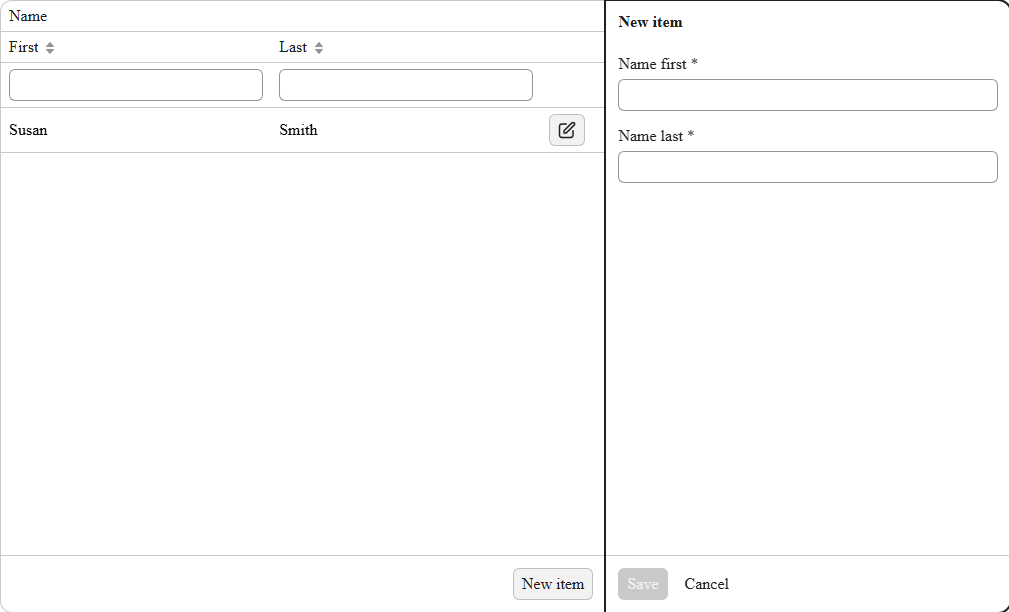 Name
First Last
Susan Smith
New item
New item
Name first *
Name last *
Save Cancel